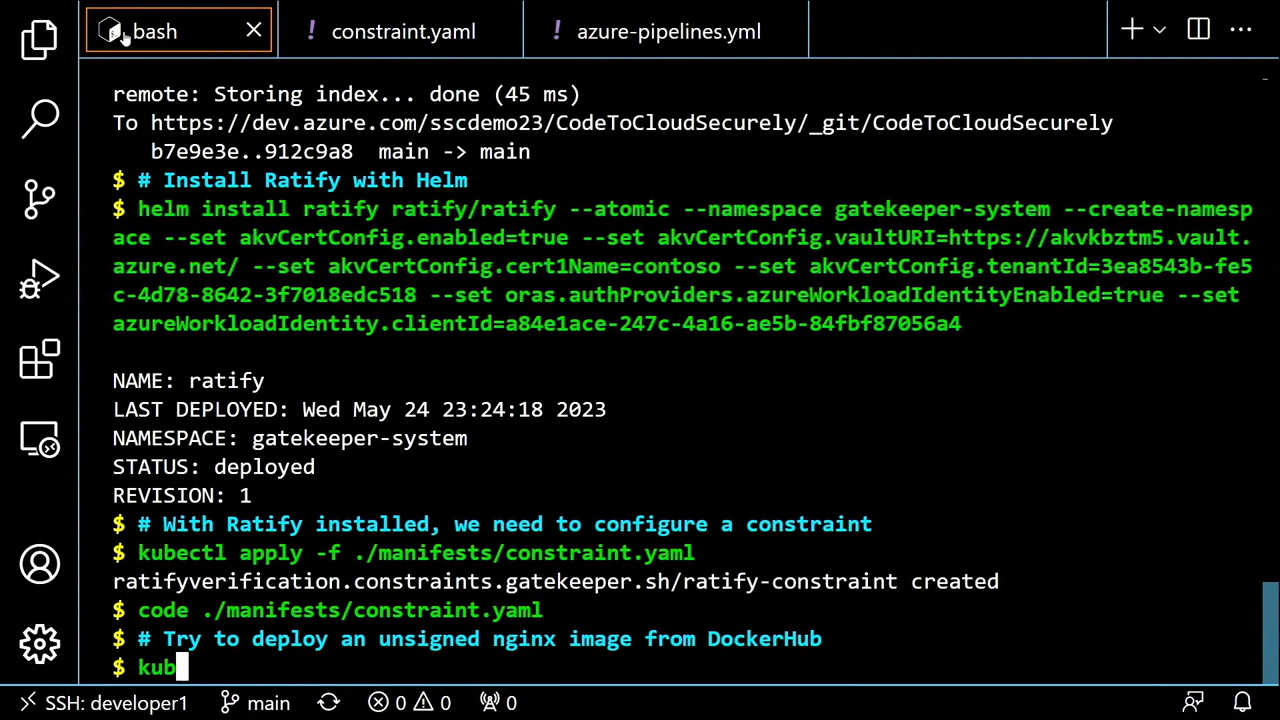 bash
constraint.yaml
azure-pipelines.yml
remote: Storing index... done (45 ms)
To https://dev.azure.com/sscdemo23/CodeToCloudSecurely/_git/CodeToCloudSecurely
b7e9e3e..912c9a8  main -> main
$ # Install Ratify with Helm
$ helm install ratify ratify/ratify --atomic --namespace gatekeeper-system --create-namesp
ace --set akvCertConfig.enabled=true --set akvCertConfig.vaultURI=https://akvkbztm5.vault.
azure.net/ --set akvCertConfig.cert1Name=contoso --set akvCertConfig.tenantId=3ea8543b-fe5
c-4d78-8642-3f7018edc518 --set oras.authProviders.azureWorkloadIdentityEnabled=true --set
azureWorkloadIdentity.clientId=a84e1ace-247c-4a16-ae5b-84fbf87056a4
NAME: ratify
LAST DEPLOYED: Wed May 24 23:24:18 2023
NAMESPACE: gatekeeper-system
STATUS: deployed
REVISION: 1
$ # With Ratify installed, we need to configure a constraint
$ kubectl apply -f ./manifests/constraint.yaml
ratifyverification.constraints.gatekeeper.sh/ratify-constraint created
$ code ./manifests/constraint.yaml
$ # Try to deploy an unsigned nginx image from DockerHub
$ kub
SSH: developer1 main 0 0 0